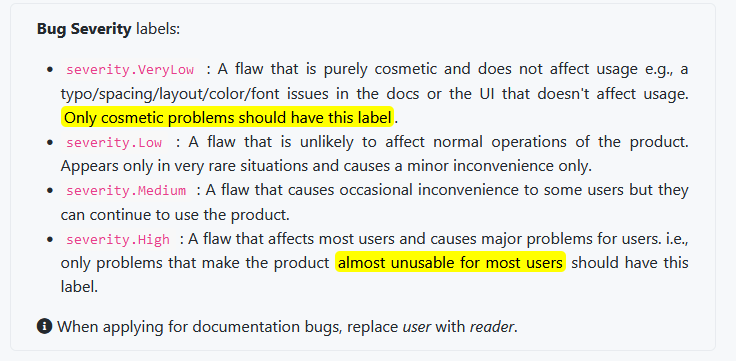 Bug Severity labels:
• severity.VeryLow : A flaw that is purely cosmetic and does not affect usage e.g., a
typo/spacing/layout/color/font issues in the docs or the UI that doesn't affect usage.
Only cosmetic problems should have this label.
• severity.Low : A flaw that is unlikely to affect normal operations of the product.
Appears only in very rare situations and causes a minor inconvenience only.
• severity.Medium : A flaw that causes occasional inconvenience to some users but they
can continue to use the product.
• severity.High : A flaw that affects most users and causes major problems for users. i.e.,
only problems that make the product almost unusable for most users should have this
label.
When applying for documentation bugs, replace user with reader.